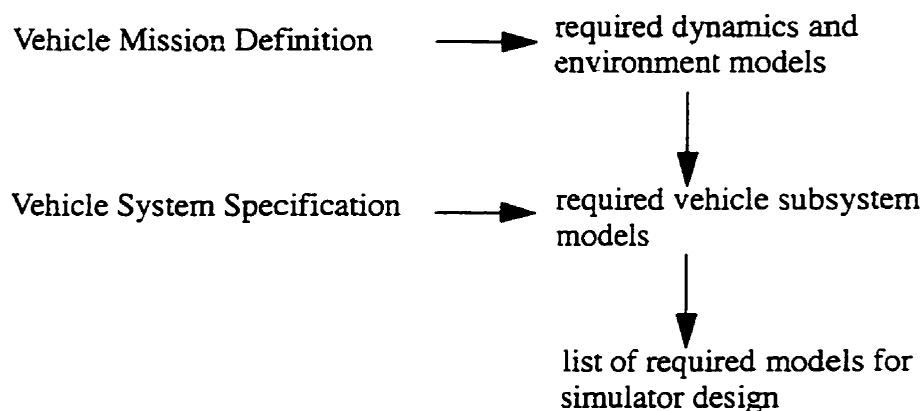 Vehicle Mission Definition
required dynamics and
environment models
Vehicle System Specification
required vehicle subsystem
models
list of required models for
simulator design